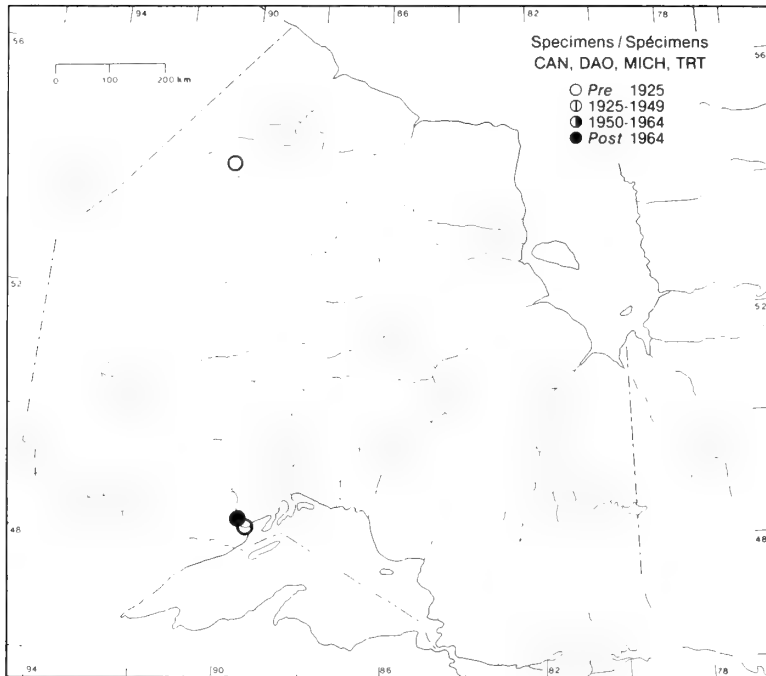 94 90 86 82 78
56 56
Specimens / Spécimens
CAN, DAO, MICH, TRT
Pre 1925
1925-1949
1950-1964
Post 1964
0 100 200 km
52 52
48 48
94 90 86 82 78